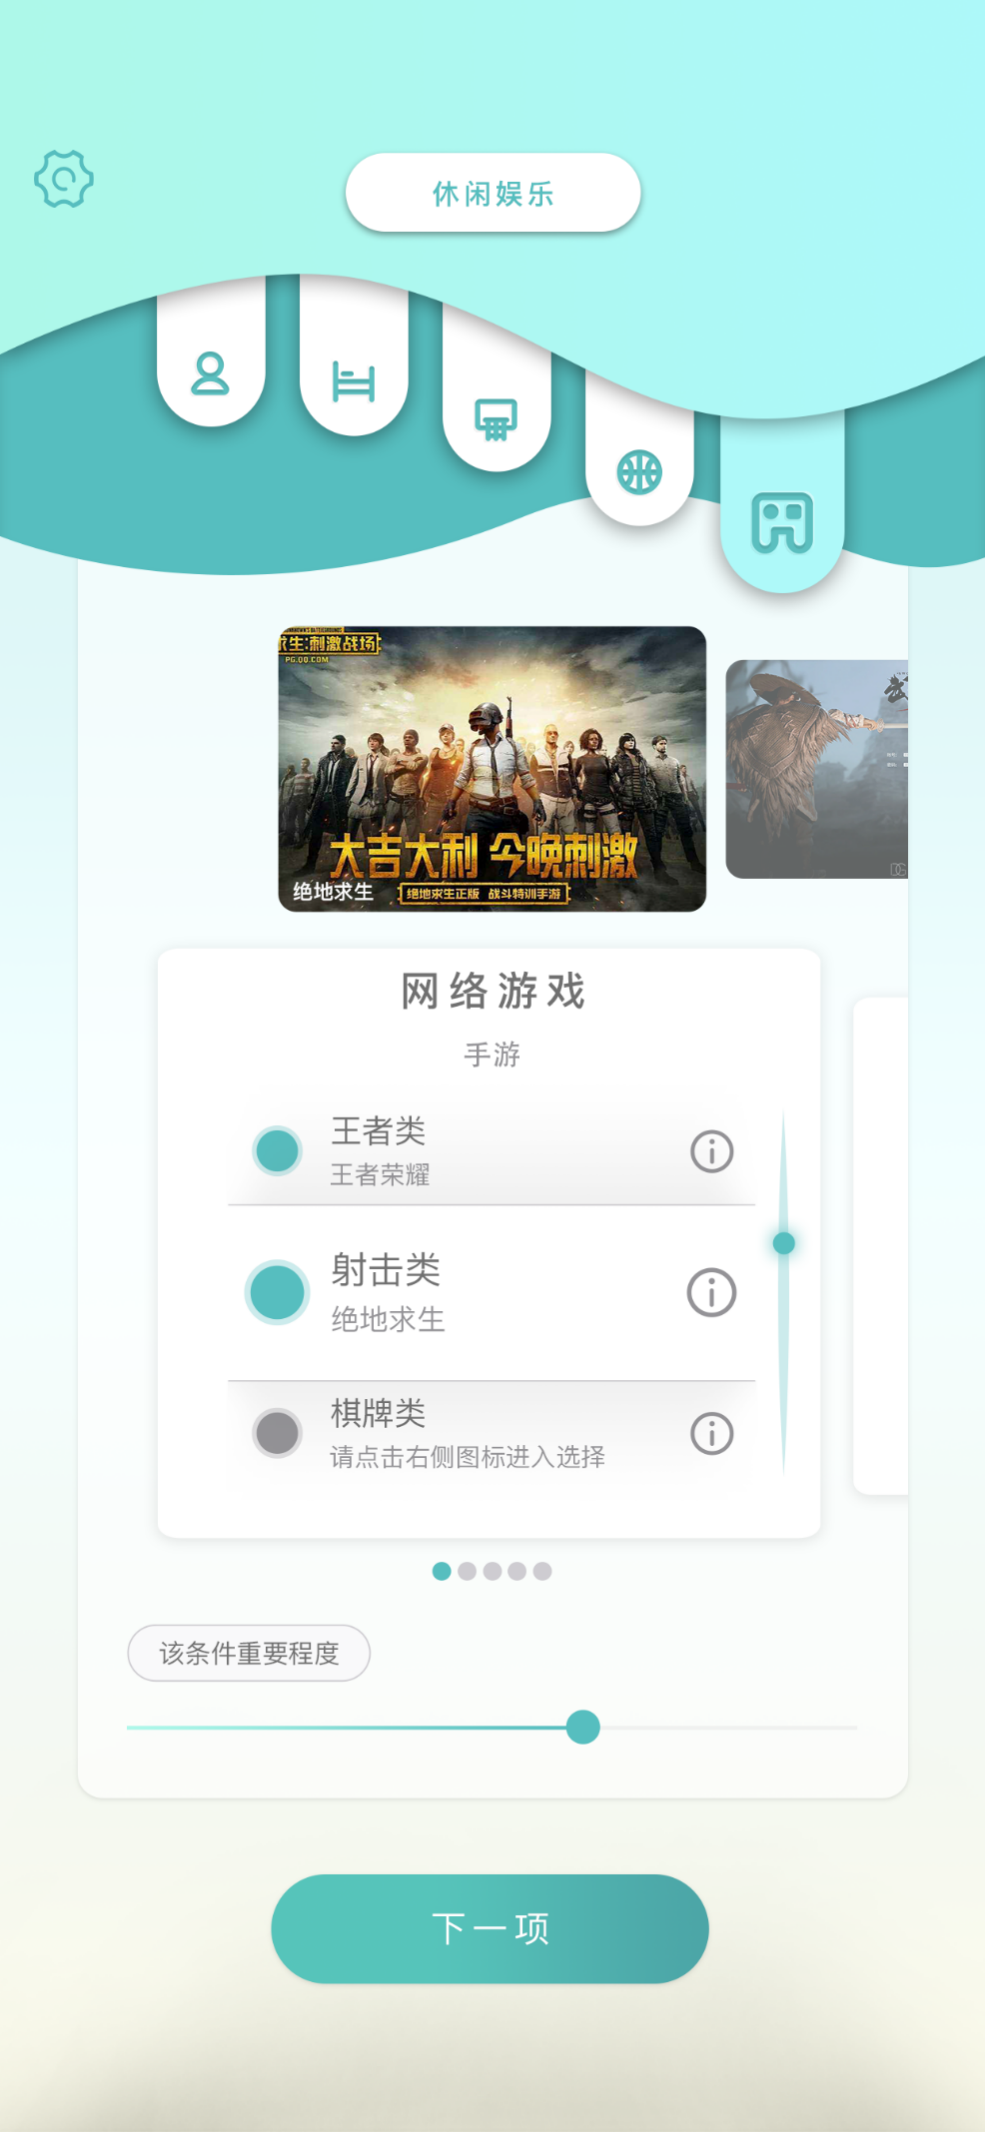 休闲娱乐
求生:刺激战场
PG.QQ.COM
大吉大利 今晚刺激
绝地求生
绝地求生正版 战斗特训手游
网络游戏
手游
王者类
王者荣耀
射击类
绝地求生
棋牌类
请点击右侧图标进入选择
该条件重要程度
下一项